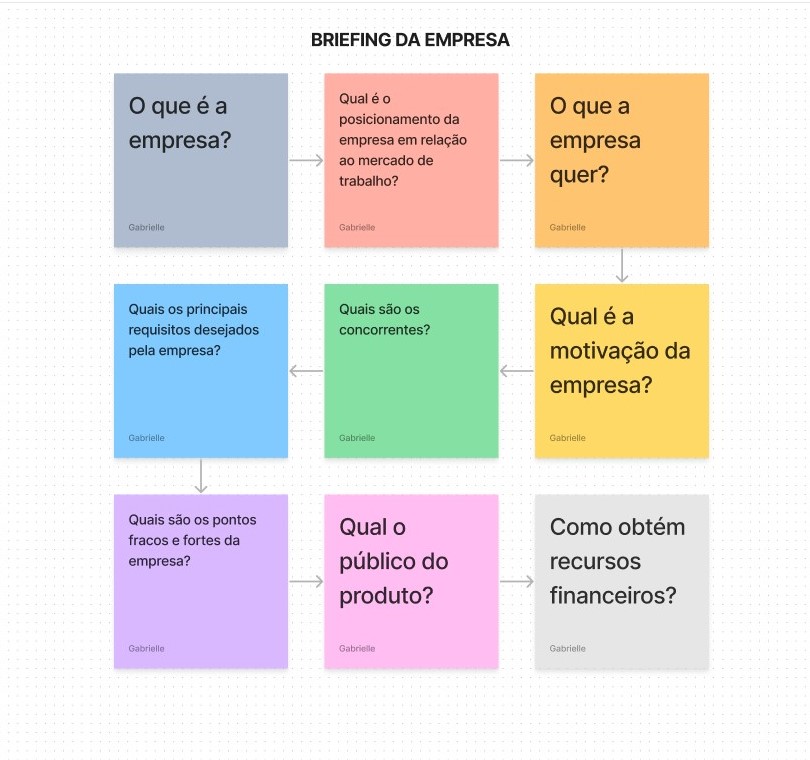 BRIEFING DA EMPRESA
O que é a
empresa?
Gabrielle
Qual é o
posicionamento da
empresa em relação
ao mercado de
trabalho?
Gabrielle
O que a
empresa
quer?
Gabrielle
Qual é a
motivação da
empresa?
Gabrielle
Quais são os
concorrentes?
Gabrielle
Quais os principais
requisitos desejados
pela empresa?
Gabrielle
Quais são os pontos
fracos e fortes da
empresa?
Gabrielle
Qual o
público do
produto?
Gabrielle
Como obtém
recursos
financeiros?
Gabrielle